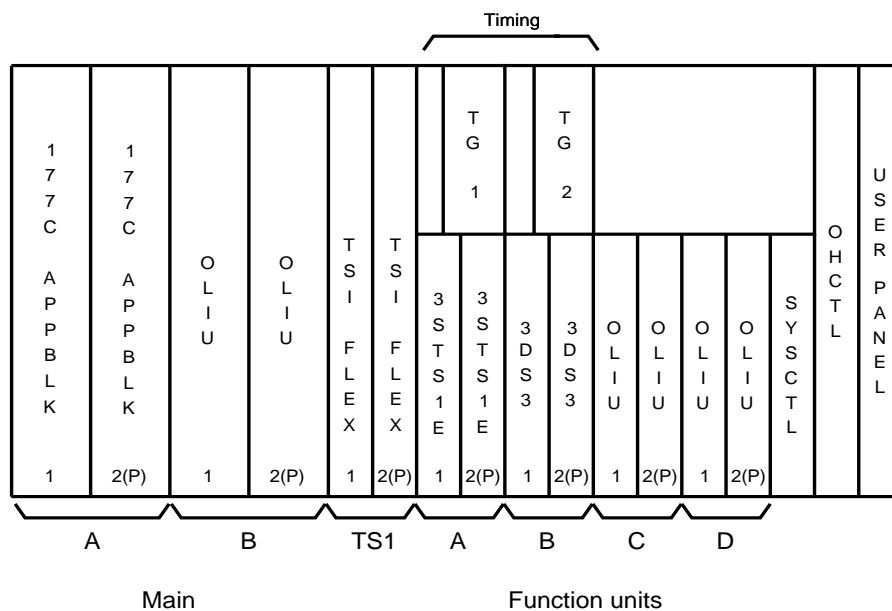 Timing
177C APPBLK
1
177C APPBLK
2(P)
OLIU
1
OLIU
2(P)
TSI FLEX
1
TSI FLEX
2(P)
TG 1
TG 2
3STS1E
1
3STS1E
2(P)
3DS3
1
3DS3
2(P)
OLIU
1
OLIU
2(P)
OLIU
1
OLIU
2(P)
SYSCTL
OHCTL
USER PANEL
A
B
TS1
A
B
C
D
Main
Function units